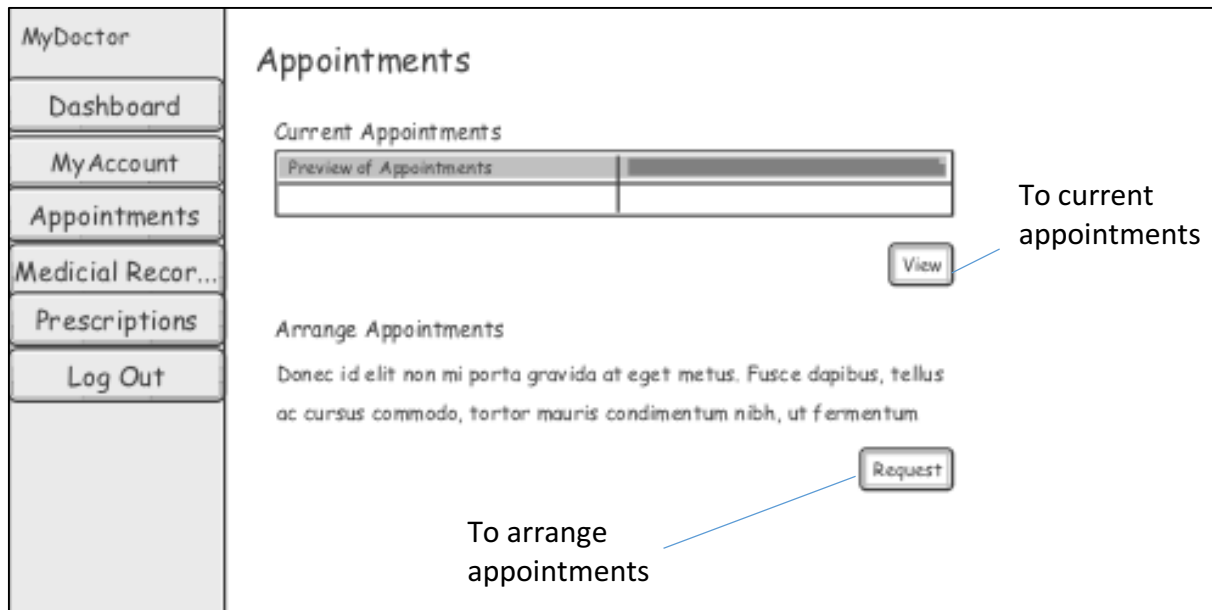 MyDoctor
Dashboard
MyAccount
Appointments
Medicial Recor...
Prescriptions
Log Out
Appointments
Current Appointments
Preview of Appointments
View
To current
appointments
Arrange Appointments
Donec id elit non mi porta gravida at eget metus. Fusce dapibus, tellus
ac cursus commodo, tortor mauris condimentum nibh, ut fermentum
Request
To arrange
appointments